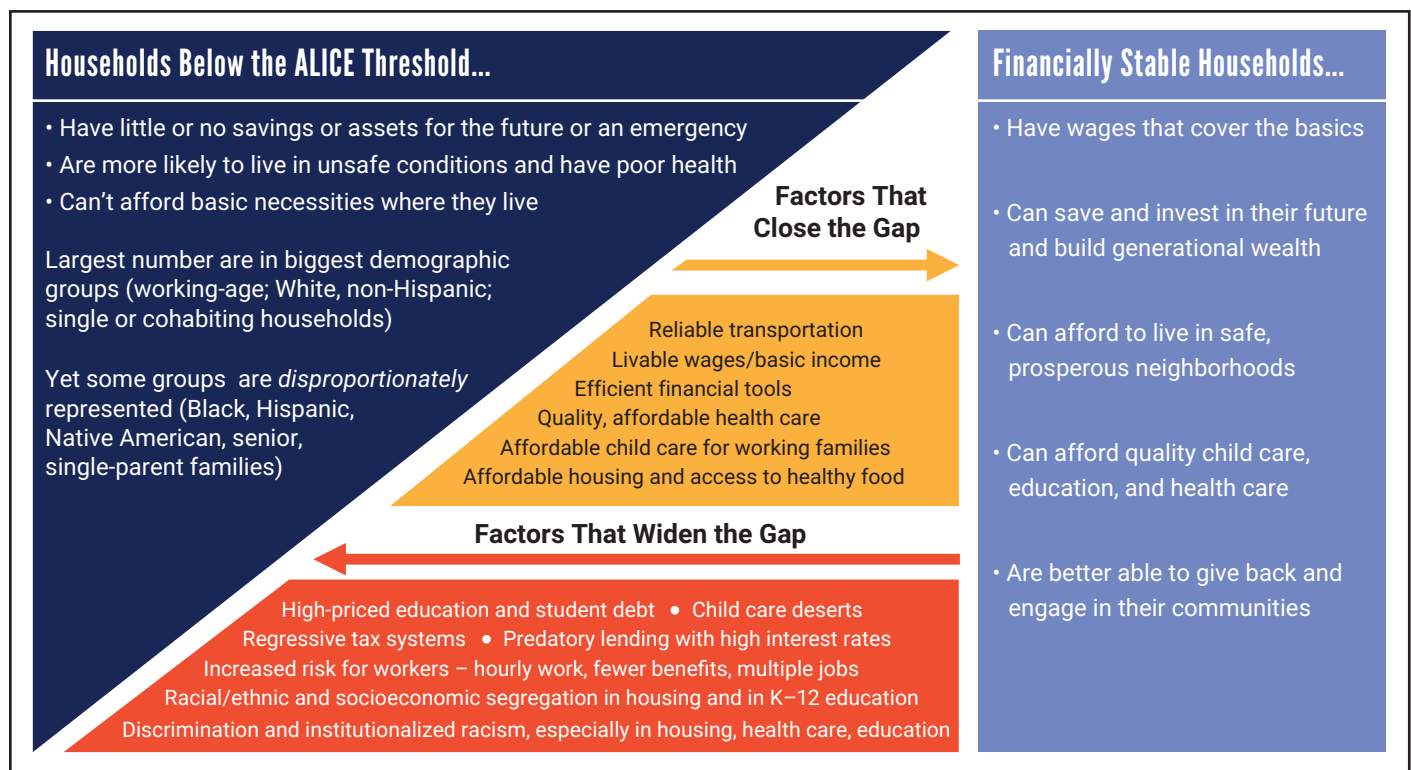 Households Below the ALICE Threshold...
• Have little or no savings or assets for the future or an emergency
• Are more likely to live in unsafe conditions and have poor health
• Can’t afford basic necessities where they live
Largest number are in biggest demographic
groups (working-age; White, non-Hispanic;
single or cohabiting households)
Yet some groups are disproportionately
represented (Black, Hispanic,
Native American, senior,
single-parent families)
Factors That
Close the Gap
Reliable transportation
Livable wages/basic income
Efficient financial tools
Quality, affordable health care
Affordable child care for working families
Affordable housing and access to healthy food
Factors That Widen the Gap
High-priced education and student debt • Child care deserts
Regressive tax systems • Predatory lending with high interest rates
Increased risk for workers – hourly work, fewer benefits, multiple jobs
Racial/ethnic and socioeconomic segregation in housing and in K–12 education
Discrimination and institutionalized racism, especially in housing, health care, education
Financially Stable Households...
• Have wages that cover the basics
• Can save and invest in their future
and build generational wealth
• Can afford to live in safe,
prosperous neighborhoods
• Can afford quality child care,
education, and health care
• Are better able to give back and
engage in their communities